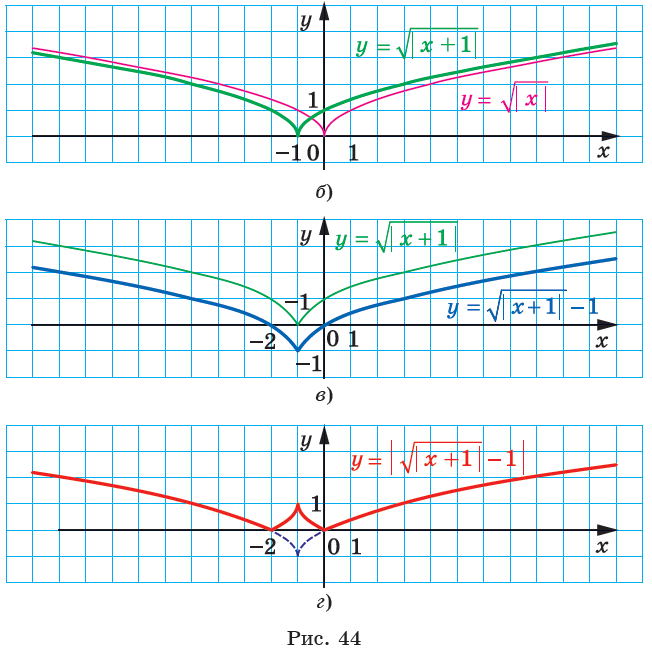 y
y = √|x + 1|
1
y = √|x|
−1 0 1 x
б)
y
y = √|x + 1|
−1
y = √|x+1| −1
−2 0 1 x
−1
в)
y
y = |√|x + 1| −1|
1
−2 0 1 x
г)
Рис. 44